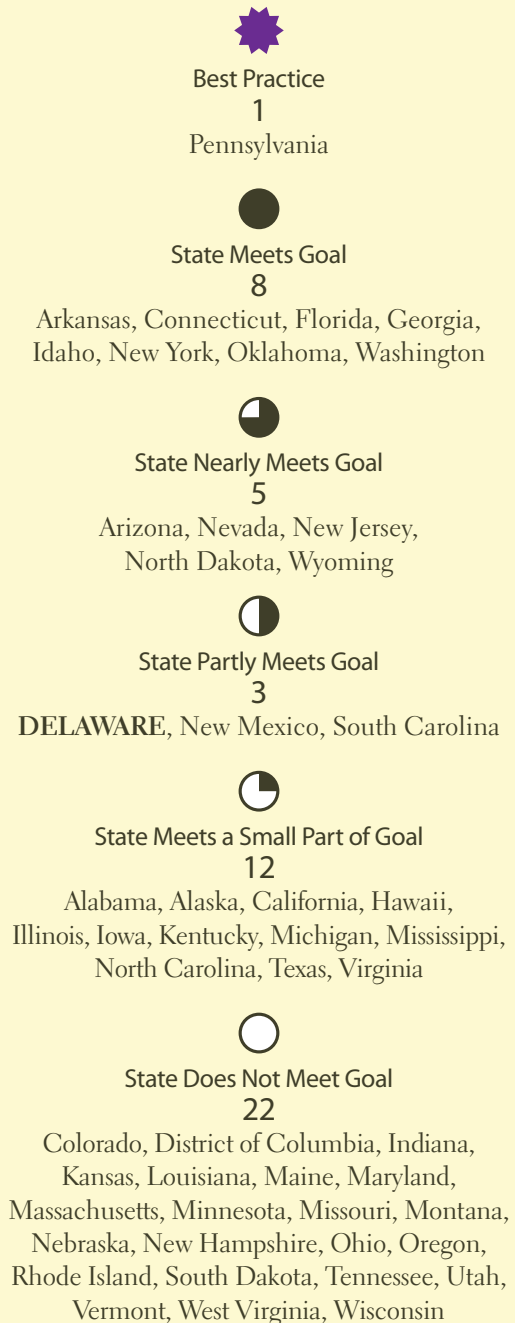 Best Practice
1
Pennsylvania
State Meets Goal
8
Arkansas, Connecticut, Florida, Georgia,
Idaho, New York, Oklahoma, Washington
State Nearly Meets Goal
5
Arizona, Nevada, New Jersey,
North Dakota, Wyoming
State Partly Meets Goal
3
DELAWARE, New Mexico, South Carolina
State Meets a Small Part of Goal
12
Alabama, Alaska, California, Hawaii,
Illinois, Iowa, Kentucky, Michigan, Mississippi,
North Carolina, Texas, Virginia
State Does Not Meet Goal
22
Colorado, District of Columbia, Indiana,
Kansas, Louisiana, Maine, Maryland,
Massachusetts, Minnesota, Missouri, Montana,
Nebraska, New Hampshire, Ohio, Oregon,
Rhode Island, South Dakota, Tennessee, Utah,
Vermont, West Virginia, Wisconsin